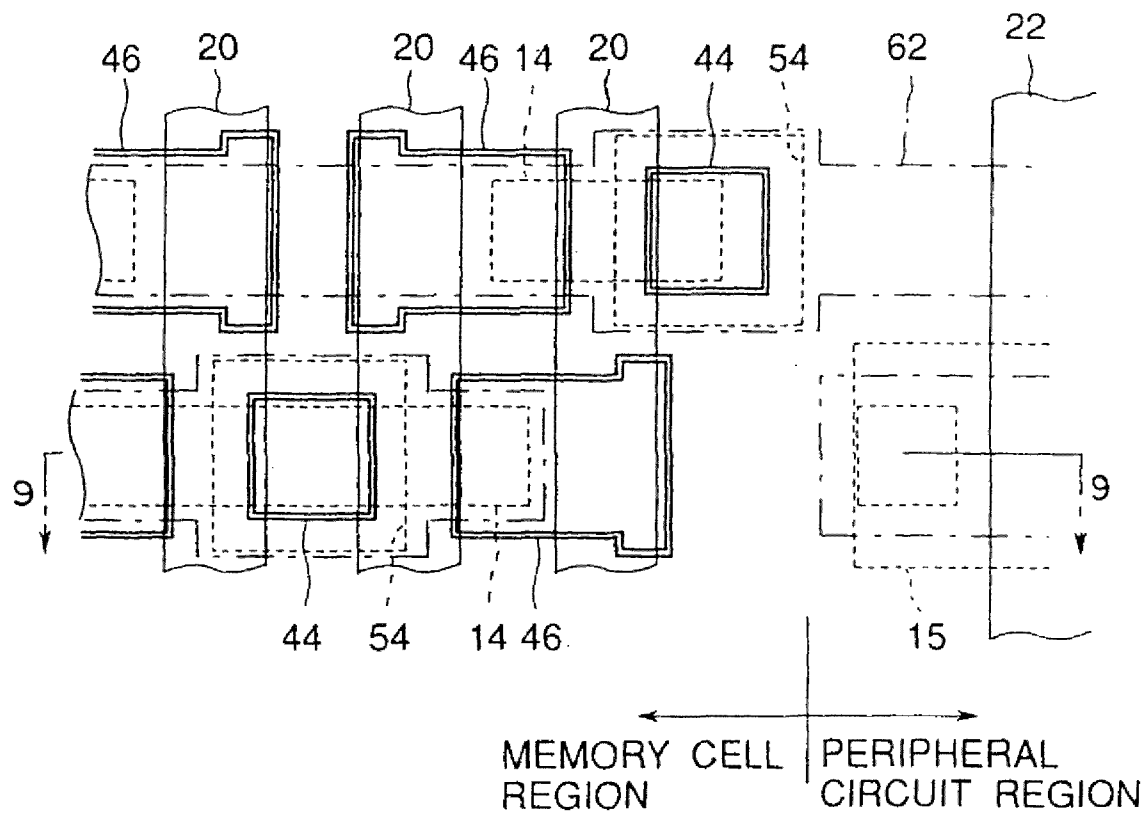 46 20 20 46 14 20 44 54 62 22
9 9
44 54 14 46 15
MEMORY CELL REGION
PERIPHERAL CIRCUIT REGION